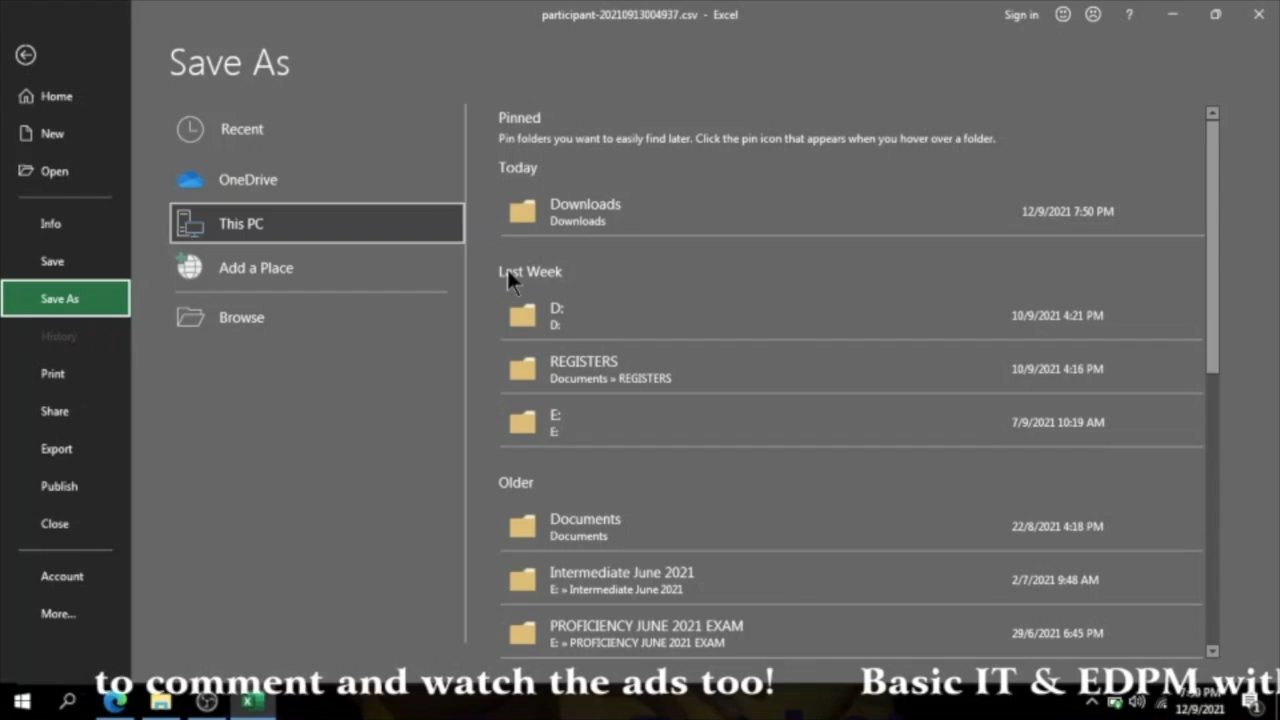 participant-20210913004937.csv - Excel
Sign in
?
Save As
Home
New
Open
Info
Save
Save As
History
Print
Share
Export
Publish
Close
Account
More...
Recent
OneDrive
This PC
Add a Place
Browse
Pinned
Pin folders you want to easily find later. Click the pin icon that appears when you hover over a folder.
Today
Downloads
Downloads
12/9/2021 7:50 PM
Last Week
D:
D:
10/9/2021 4:21 PM
REGISTERS
Documents » REGISTERS
10/9/2021 4:16 PM
E:
E:
7/9/2021 10:19 AM
Older
Documents
Documents
22/8/2021 4:18 PM
Intermediate June 2021
E: » Intermediate June 2021
2/7/2021 9:48 AM
PROFICIENCY JUNE 2021 EXAM
E: » PROFICIENCY JUNE 2021 EXAM
29/6/2021 6:45 PM
to comment and watch the ads too! Basic IT & EDPM wit
PM
12/9/2021
1